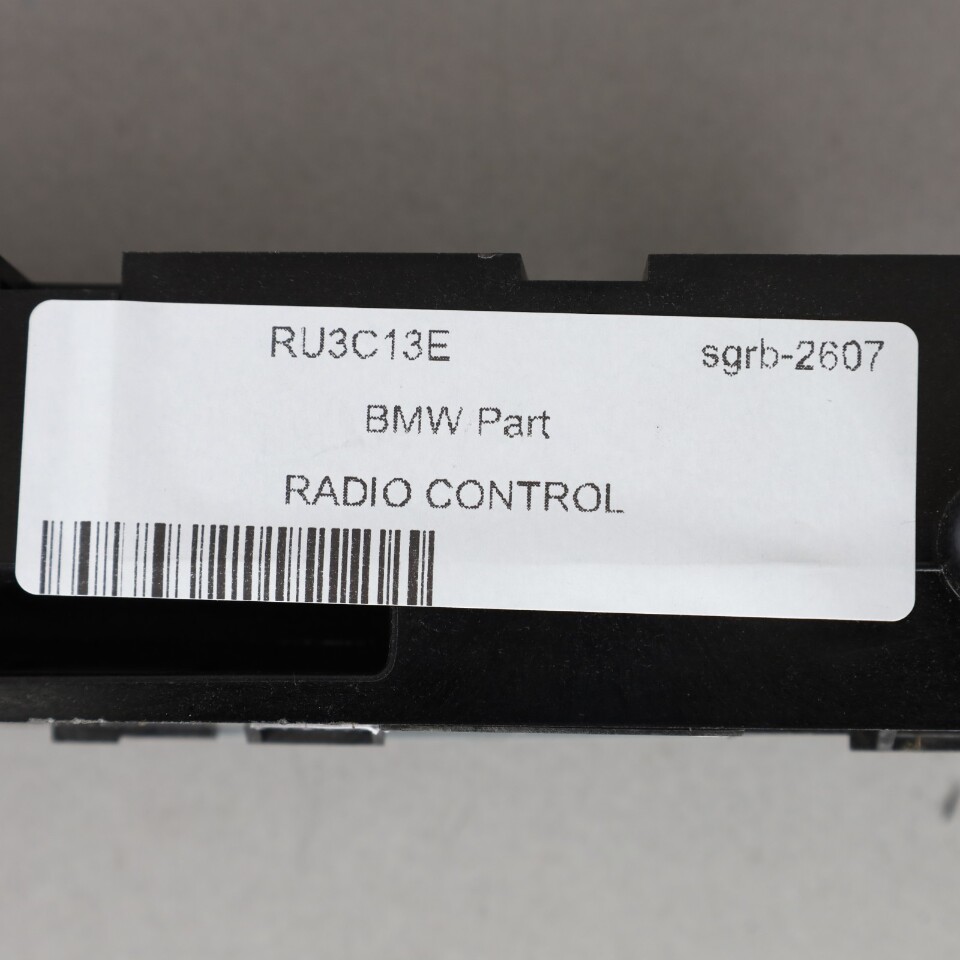 RU3C13E sgrb-2607
BMW Part
RADIO CONTROL